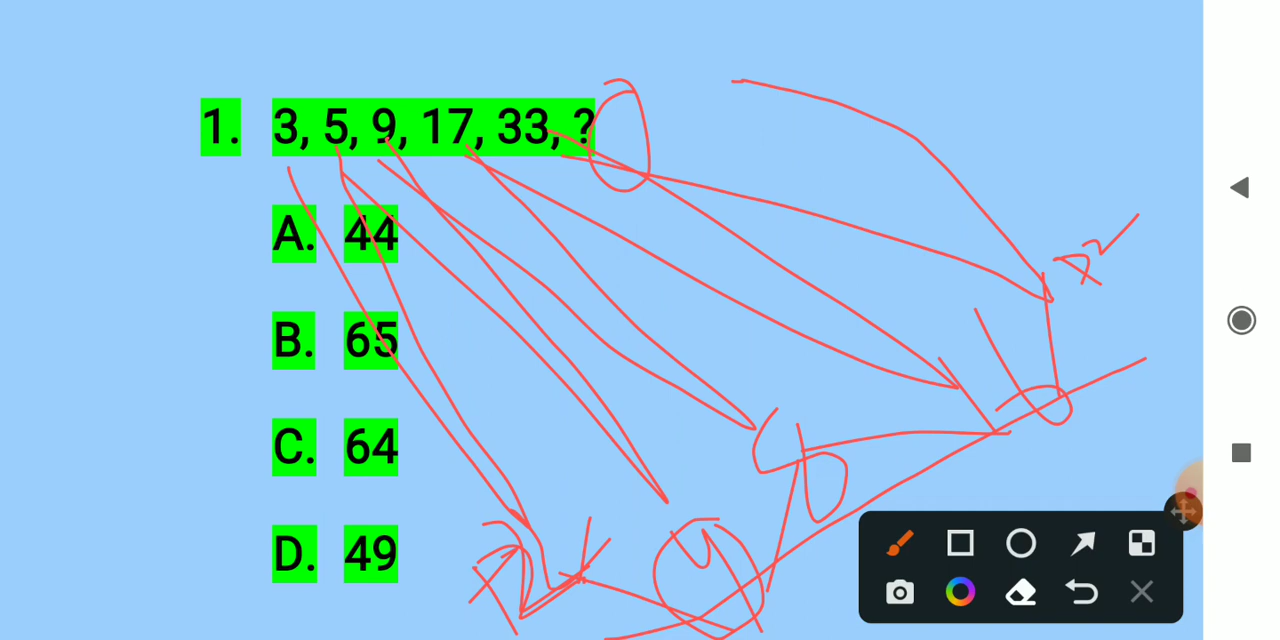 1. 3, 5, 9, 17, 33, ?
A. 44
B. 65
C. 64
D. 49